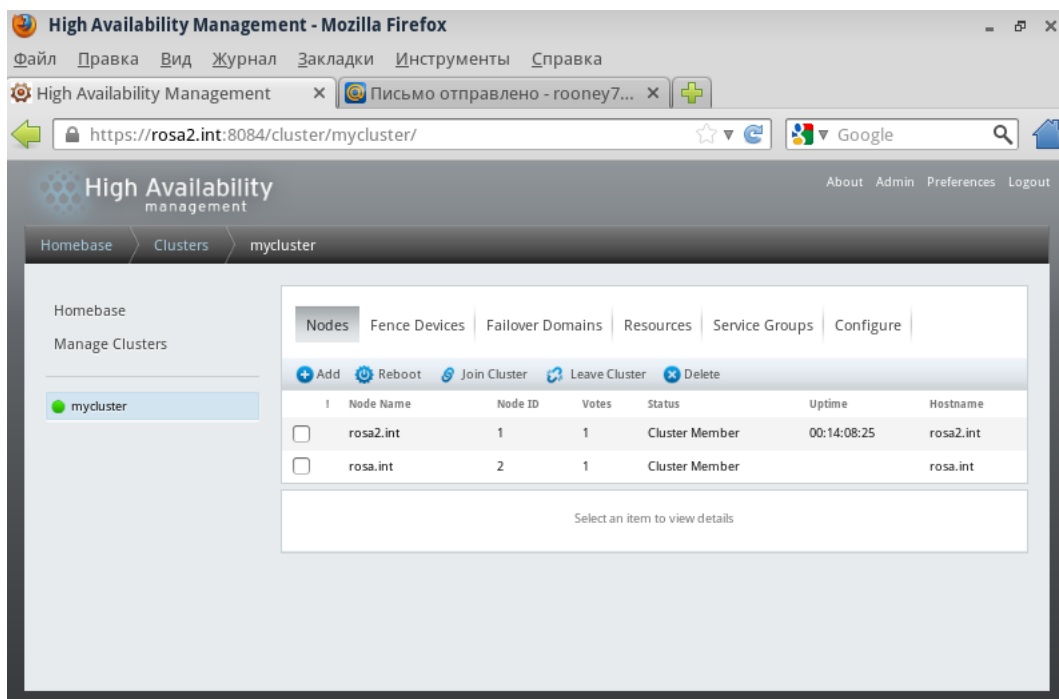 High Availability Management - Mozilla Firefox
Файл Правка Вид Журнал Закладки Инструменты Справка
High Availability Management Письмо отправлено - rooney7...
https://rosa2.int:8084/cluster/mycluster/ Google
High Availability
management
About Admin Preferences Logout
Homebase Clusters mycluster
Homebase
Manage Clusters
mycluster
Nodes Fence Devices Failover Domains Resources Service Groups Configure
Add Reboot Join Cluster Leave Cluster Delete
! Node Name Node ID Votes Status Uptime Hostname
rosa2.int 1 1 Cluster Member 00:14:08:25 rosa2.int
rosa.int 2 1 Cluster Member rosa.int
Select an item to view details